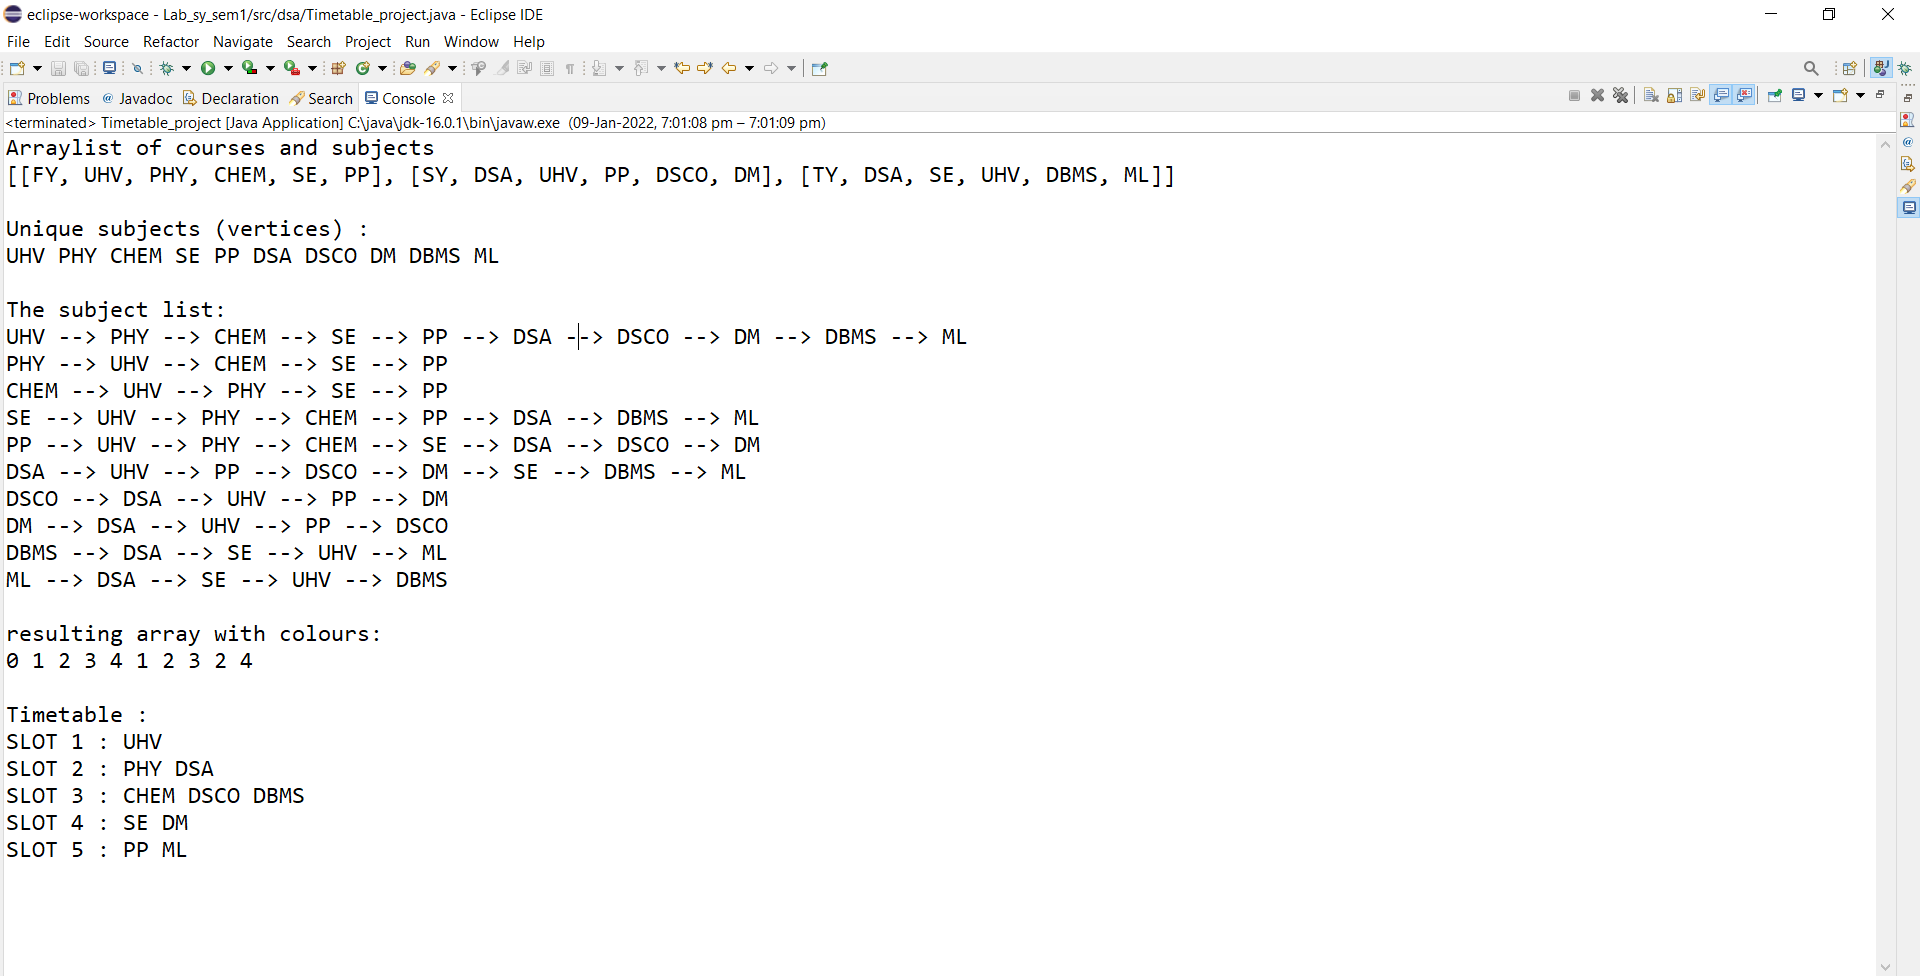 eclipse-workspace - Lab_sy_sem1/src/dsa/Timetable_project.java - Eclipse IDE
File Edit Source Refactor Navigate Search Project Run Window Help
Problems @ Javadoc Declaration Search Console
<terminated> Timetable_project [Java Application] C:\java\jdk-16.0.1\bin\javaw.exe (09-Jan-2022, 7:01:08 pm – 7:01:09 pm)
Arraylist of courses and subjects
[[FY, UHV, PHY, CHEM, SE, PP], [SY, DSA, UHV, PP, DSCO, DM], [TY, DSA, SE, UHV, DBMS, ML]]
Unique subjects (vertices) :
UHV PHY CHEM SE PP DSA DSCO DM DBMS ML
The subject list:
UHV --> PHY --> CHEM --> SE --> PP --> DSA --> DSCO --> DM --> DBMS --> ML
PHY --> UHV --> CHEM --> SE --> PP
CHEM --> UHV --> PHY --> SE --> PP
SE --> UHV --> PHY --> CHEM --> PP --> DSA --> DBMS --> ML
PP --> UHV --> PHY --> CHEM --> SE --> DSA --> DSCO --> DM
DSA --> UHV --> PP --> DSCO --> DM --> SE --> DBMS --> ML
DSCO --> DSA --> UHV --> PP --> DM
DM --> DSA --> UHV --> PP --> DSCO
DBMS --> DSA --> SE --> UHV --> ML
ML --> DSA --> SE --> UHV --> DBMS
resulting array with colours:
0 1 2 3 4 1 2 3 2 4
Timetable :
SLOT 1 : UHV
SLOT 2 : PHY DSA
SLOT 3 : CHEM DSCO DBMS
SLOT 4 : SE DM
SLOT 5 : PP ML